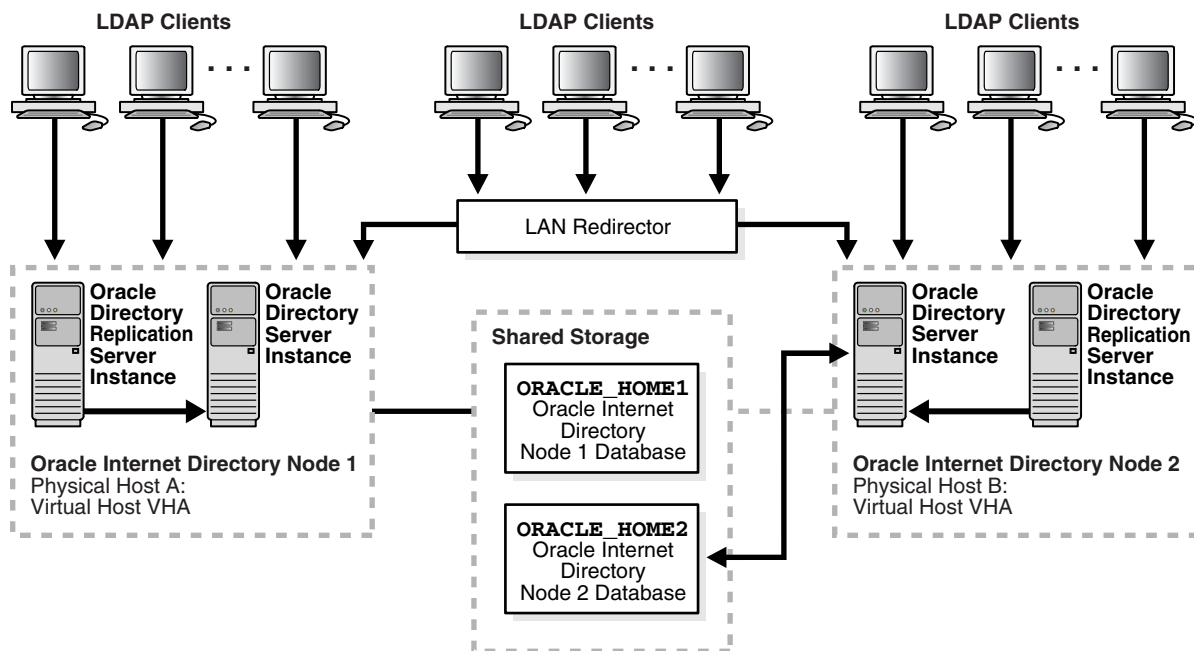 LDAP Clients
LDAP Clients
LDAP Clients
LAN Redirector
Oracle
Directory
Replication
Server
Instance
Oracle
Directory
Server
Instance
Oracle Internet Directory Node 1
Physical Host A:
Virtual Host VHA
Shared Storage
ORACLE_HOME1
Oracle Internet
Directory
Node 1 Database
ORACLE_HOME2
Oracle Internet
Directory
Node 2 Database
Oracle
Directory
Server
Instance
Oracle
Directory
Replication
Server
Instance
Oracle Internet Directory Node 2
Physical Host B:
Virtual Host VHA